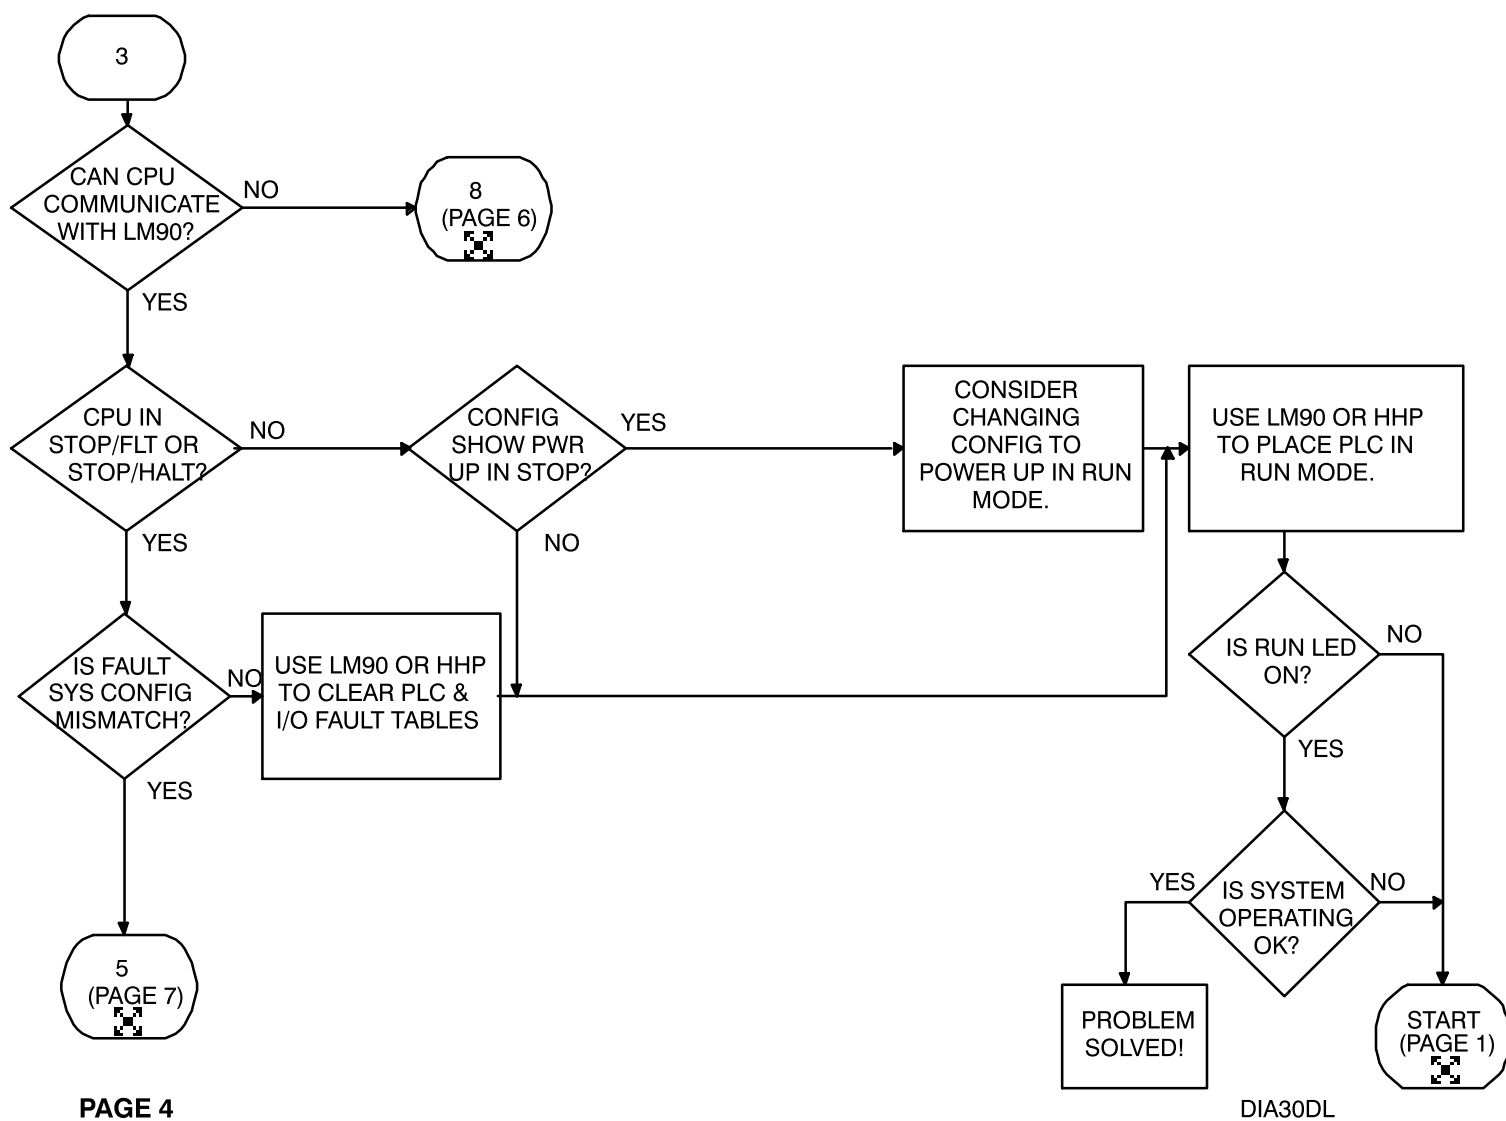 3
CAN CPU
COMMUNICATE
WITH LM90?
NO
8
(PAGE 6)
YES
CPU IN
STOP/FLT OR
STOP/HALT?
NO
CONFIG
SHOW PWR
UP IN STOP?
YES
CONSIDER
CHANGING
CONFIG TO
POWER UP IN RUN
MODE.
USE LM90 OR HHP
TO PLACE PLC IN
RUN MODE.
YES
NO
IS FAULT
SYS CONFIG
MISMATCH?
NO
USE LM90 OR HHP
TO CLEAR PLC &
I/O FAULT TABLES
IS RUN LED
ON?
NO
YES
YES
YES
IS SYSTEM
OPERATING
OK?
NO
5
(PAGE 7)
PROBLEM
SOLVED!
START
(PAGE 1)
PAGE 4
DIA30DL